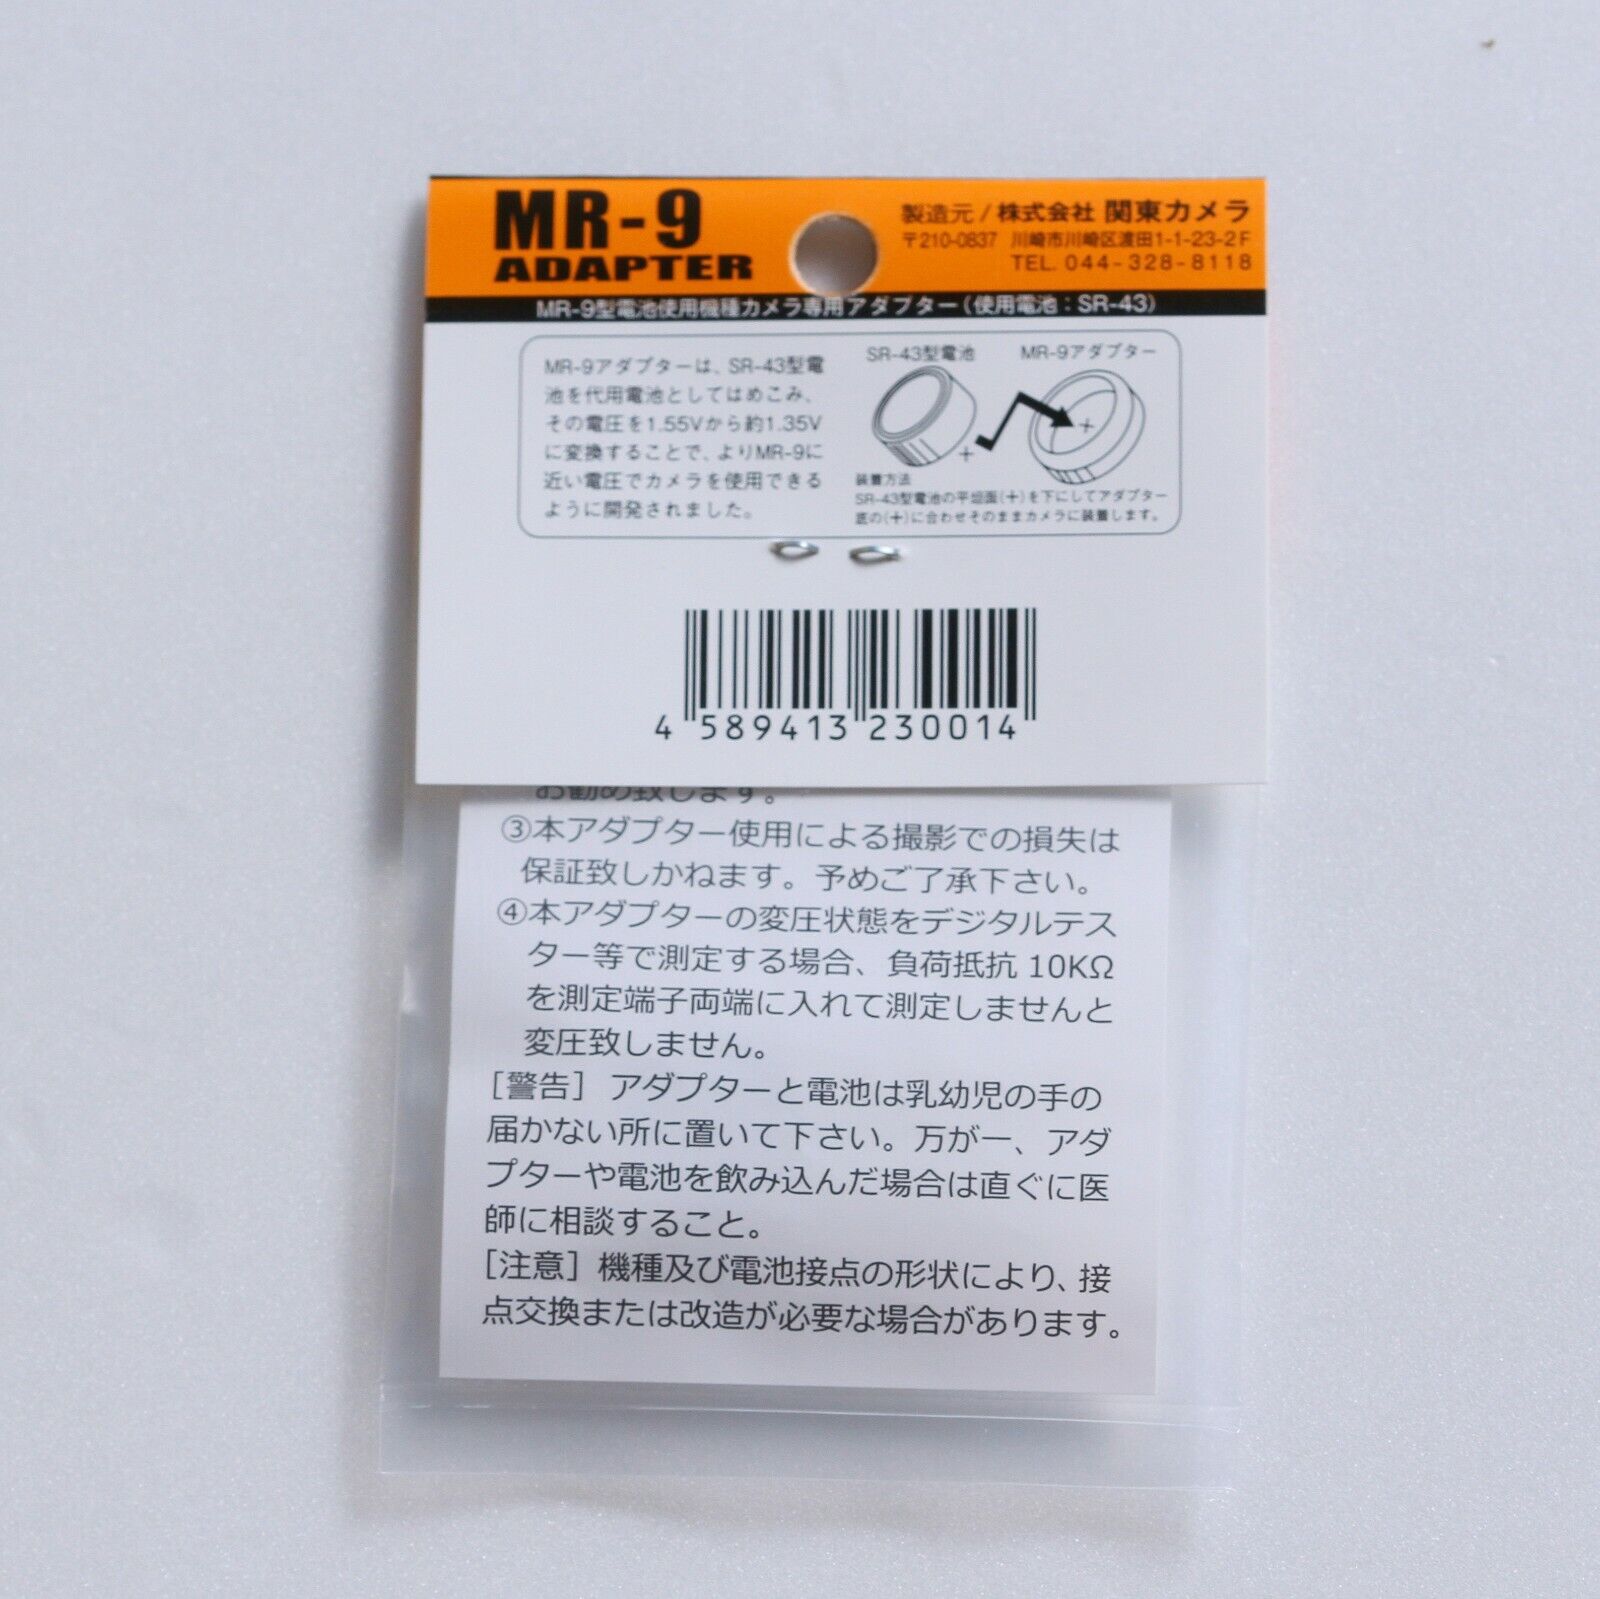 MR-9
ADAPTER
製造元/株式会社 関東カメラ
〒210-0837 川崎市川崎区渡田1-1-23-2F
TEL. 044-328-8118
MR-9型電池使用機種カメラ専用アダプター(使用電池:SR-43)
MR-9アダプターは、SR-43型電
池を代用電池としてはめこみ、
その電圧を1.55Vから約1.35V
に変換することで、よりMR-9に
近い電圧でカメラを使用できる
ように開発されました。
SR-43型電池 MR-9アダプター
+ +
装着方法
SR-43型電池の平坦面(+)を下にしてアダプター
底の(+)に合わせそのままカメラに装着します。
4 589413 230014
お勧め致します。
③本アダプター使用による撮影での損失は
保証致しかねます。予めご了承下さい。
④本アダプターの変圧状態をデジタルテス
ター等で測定する場合、負荷抵抗 10KΩ
を測定端子両端に入れて測定しませんと
変圧致しません。
[警告] アダプターと電池は乳幼児の手の
届かない所に置いて下さい。万が一、アダ
プターや電池を飲み込んだ場合は直ぐに医
師に相談すること。
[注意] 機種及び電池接点の形状により、接
点交換または改造が必要な場合があります。